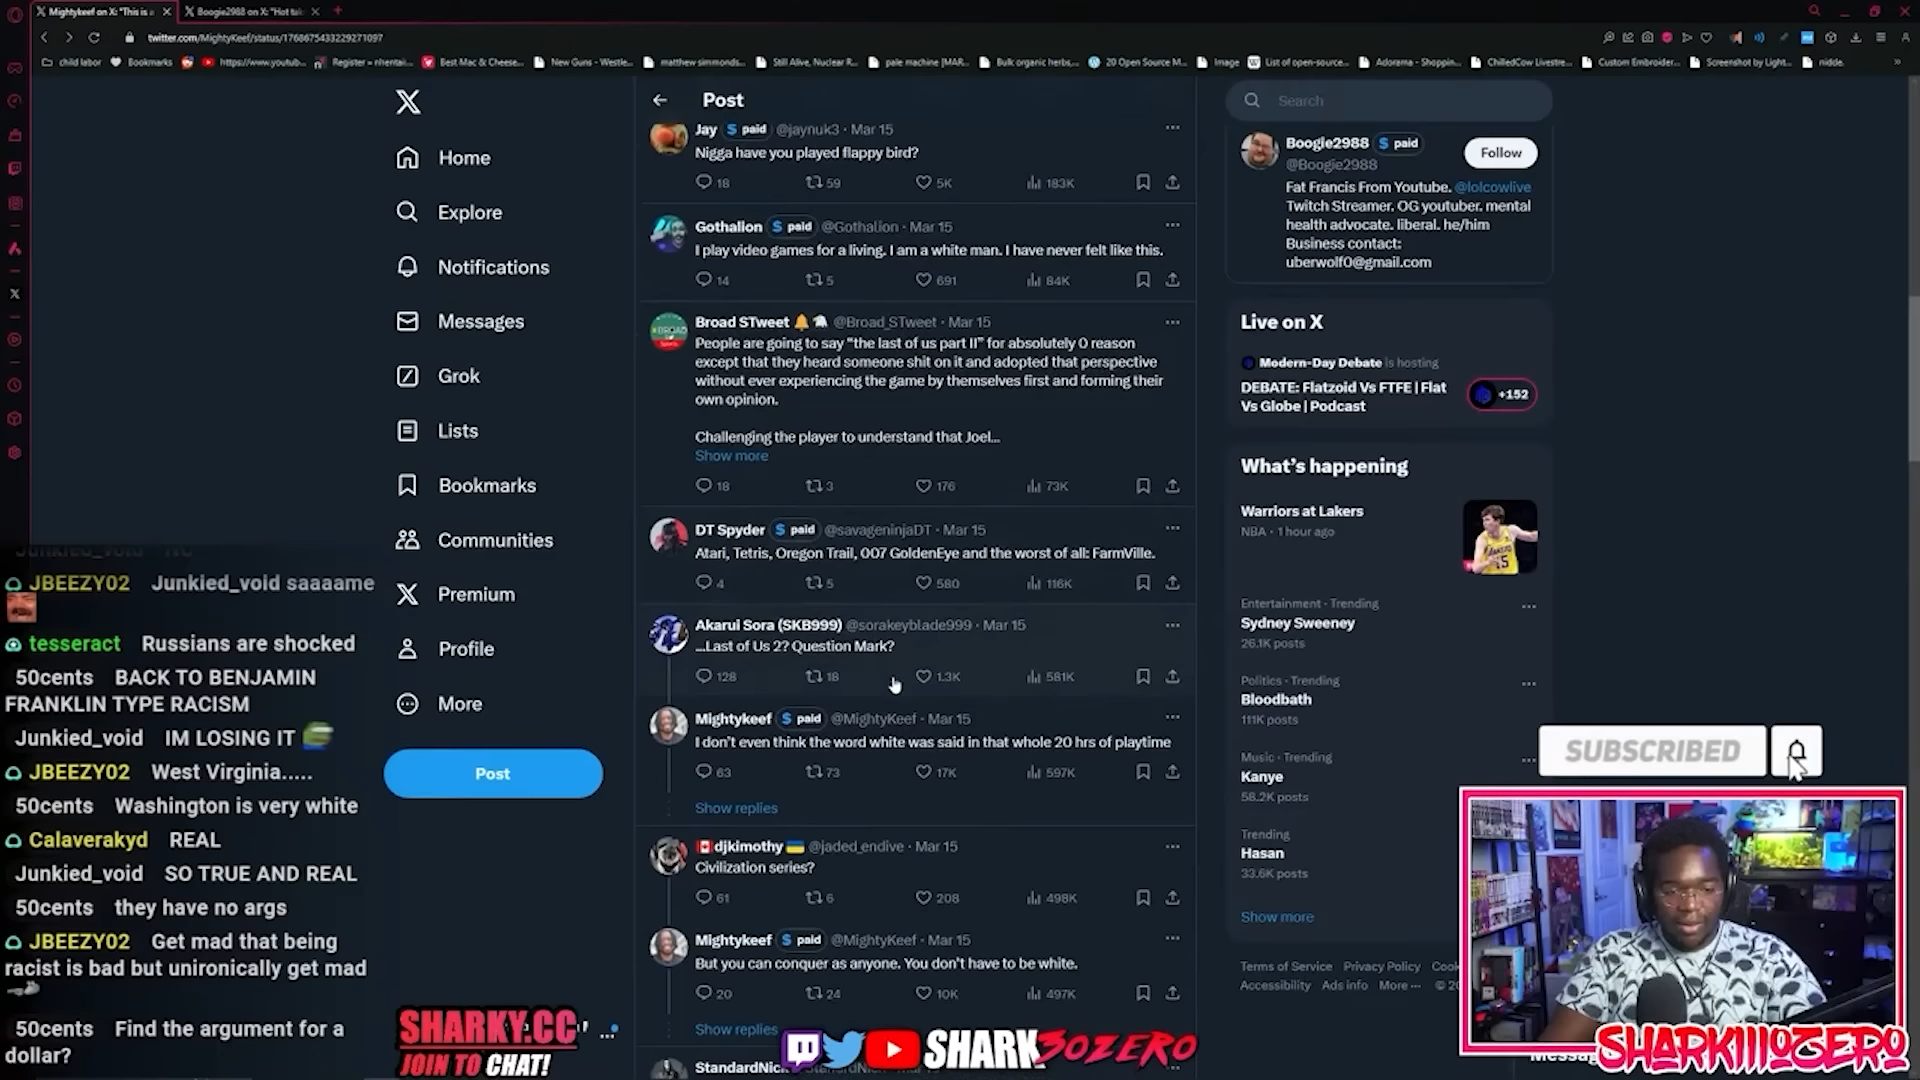 Mightykeef on X: "This is a
Boogie2988 on X: "Hot tak
twitter.com/MightyKeef/status/1768675433229271097
child labor
Bookmarks
https://www.youtub...
Register « nhentai...
Best Mac & Cheese...
New Guns - Westle...
matthew simmonds...
Still Alive, Nuclear R...
pale machine [MAR...
Bulk organic herbs,...
20 Open Source M...
Image
List of open-source...
Adorama - Shoppin...
ChilledCow Livestre...
Custom Embroider...
Screenshot by Light...
nidde.
X
Home
Explore
Notifications
Messages
Grok
Lists
Bookmarks
Communities
Premium
Profile
More
Post
Post
Jay $ paid @jaynuk3 · Mar 15
Nigga have you played flappy bird?
18 59 5K 183K
Gothalion $ paid @Gothalion · Mar 15
I play video games for a living. I am a white man. I have never felt like this.
14 5 691 84K
Broad STweet @Broad_STweet · Mar 15
People are going to say “the last of us part II” for absolutely 0 reason
except that they heard someone shit on it and adopted that perspective
without ever experiencing the game by themselves first and forming their
own opinion.
Challenging the player to understand that Joel...
Show more
18 3 176 73K
DT Spyder $ paid @savageninjaDT · Mar 15
Atari, Tetris, Oregon Trail, 007 GoldenEye and the worst of all: FarmVille.
4 5 580 116K
Akarui Sora (SKB999) @sorakeyblade999 · Mar 15
...Last of Us 2? Question Mark?
128 18 1.3K 581K
Mightykeef $ paid @MightyKeef · Mar 15
I don't even think the word white was said in that whole 20 hrs of playtime
63 73 17K 597K
Show replies
djkimothy @jaded_endive · Mar 15
Civilization series?
61 6 208 498K
Mightykeef $ paid @MightyKeef · Mar 15
But you can conquer as anyone. You don't have to be white.
20 24 10K 497K
Show replies
StandardNick
Search
Boogie2988 $ paid
@Boogie2988
Follow
Fat Francis From Youtube. @lolcowlive
Twitch Streamer. OG youtuber. mental
health advocate. liberal. he/him
Business contact:
uberwolf0@gmail.com
Live on X
Modern-Day Debate is hosting
DEBATE: Flatzoid Vs FTFE | Flat
Vs Globe | Podcast
+152
What's happening
Warriors at Lakers
NBA · 1 hour ago
Entertainment · Trending
Sydney Sweeney
26.1K posts
Politics · Trending
Bloodbath
111K posts
Music · Trending
Kanye
58.2K posts
Trending
Hasan
33.6K posts
Show more
Terms of Service Privacy Policy Cook
Accessibility Ads info More ··· © 20
SUBSCRIBED
Junkied_void NO
JBEEZY02 Junkied_void saaaame
tesseract Russians are shocked
50cents BACK TO BENJAMIN
FRANKLIN TYPE RACISM
Junkied_void IM LOSING IT
JBEEZY02 West Virginia.....
50cents Washington is very white
Calaverakyd REAL
Junkied_void SO TRUE AND REAL
50cents they have no args
JBEEZY02 Get mad that being
racist is bad but unironically get mad
50cents Find the argument for a
dollar?
SHARKY.CC
JOIN TO CHAT!
SHARK3OZERO
Messag
SHARKIIIOZERO